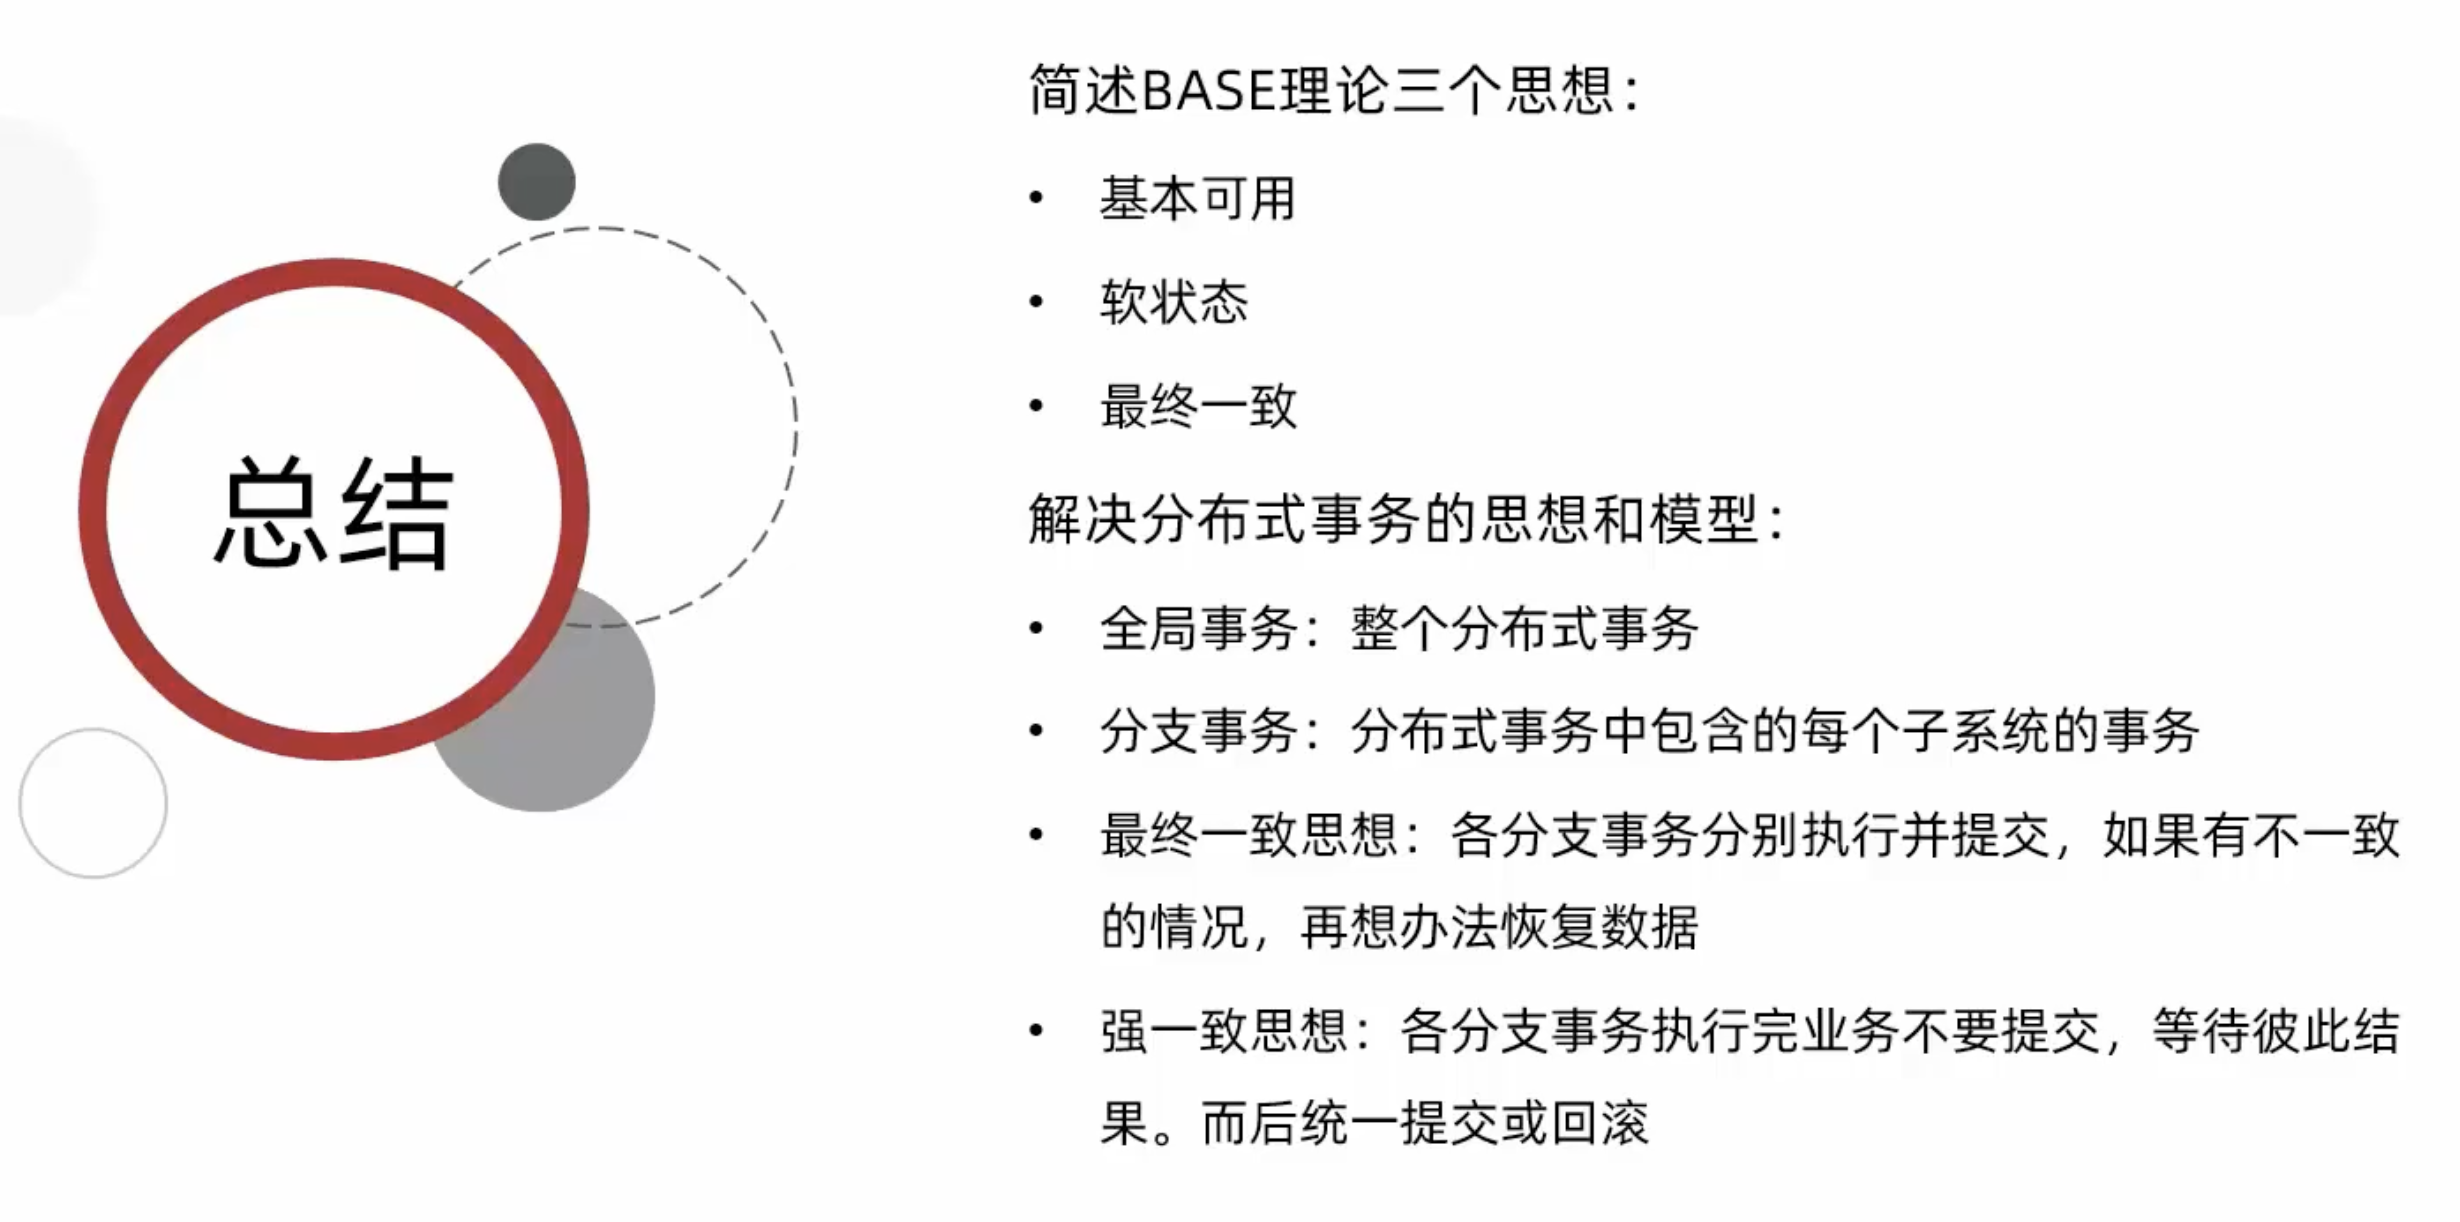 总结
简述BASE理论三个思想：
• 基本可用
• 软状态
• 最终一致
解决分布式事务的思想和模型：
• 全局事务：整个分布式事务
• 分支事务：分布式事务中包含的每个子系统的事务
• 最终一致思想：各分支事务分别执行并提交，如果有不一致
的情况，再想办法恢复数据
• 强一致思想：各分支事务执行完业务不要提交，等待彼此结
果。而后统一提交或回滚